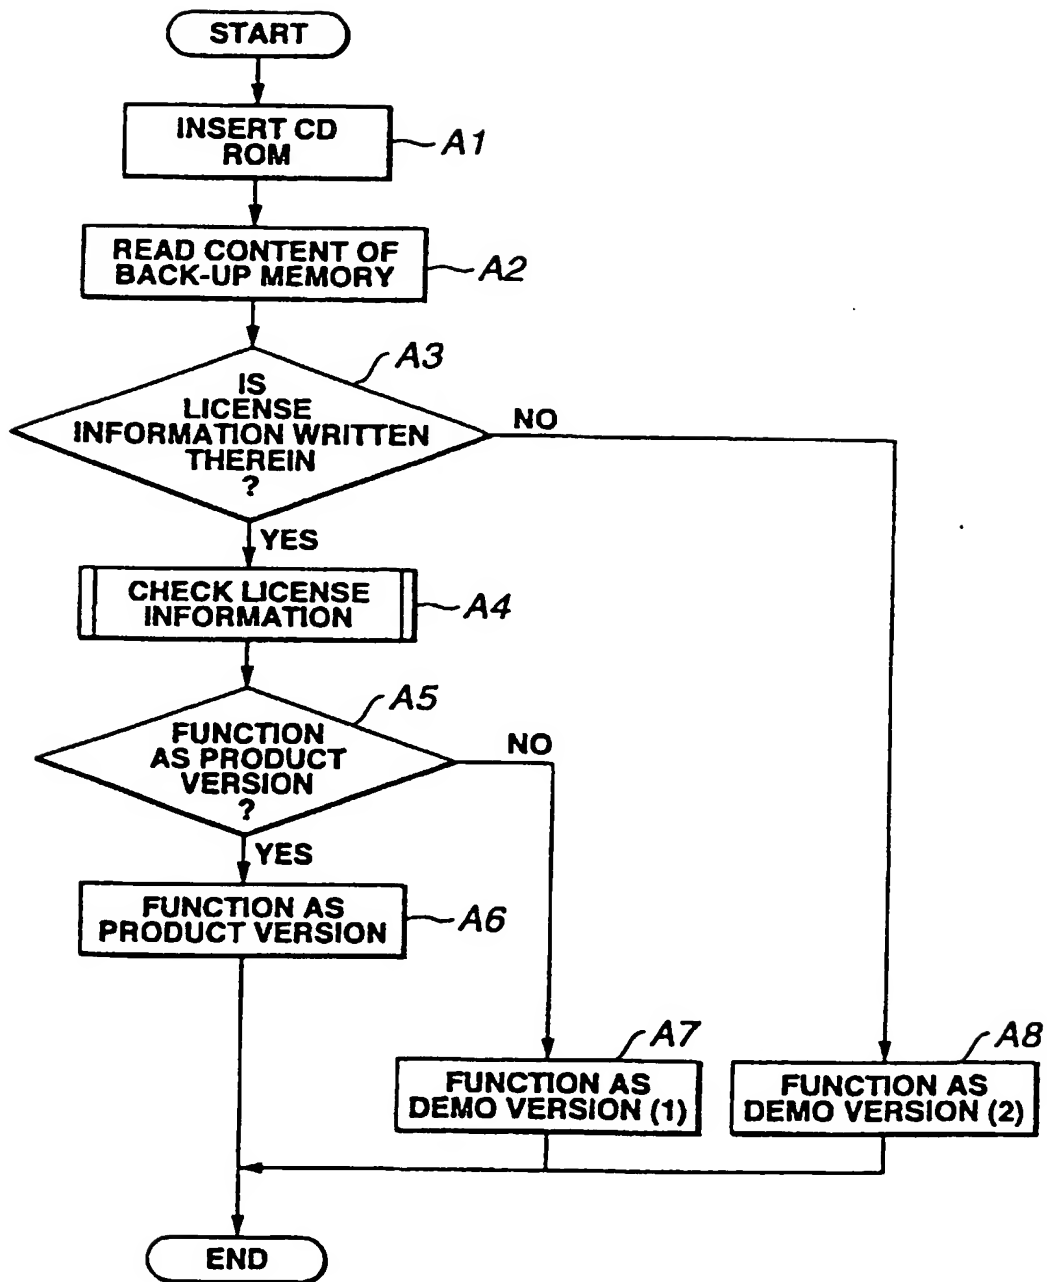 START
INSERT CD
ROM
A1
READ CONTENT OF
BACK-UP MEMORY
A2
A3
IS
LICENSE
INFORMATION WRITTEN
THEREIN
?
NO
YES
CHECK LICENSE
INFORMATION
A4
A5
FUNCTION
AS PRODUCT
VERSION
?
NO
YES
FUNCTION AS
PRODUCT VERSION
A6
A7
FUNCTION AS
DEMO VERSION (1)
A8
FUNCTION AS
DEMO VERSION (2)
END